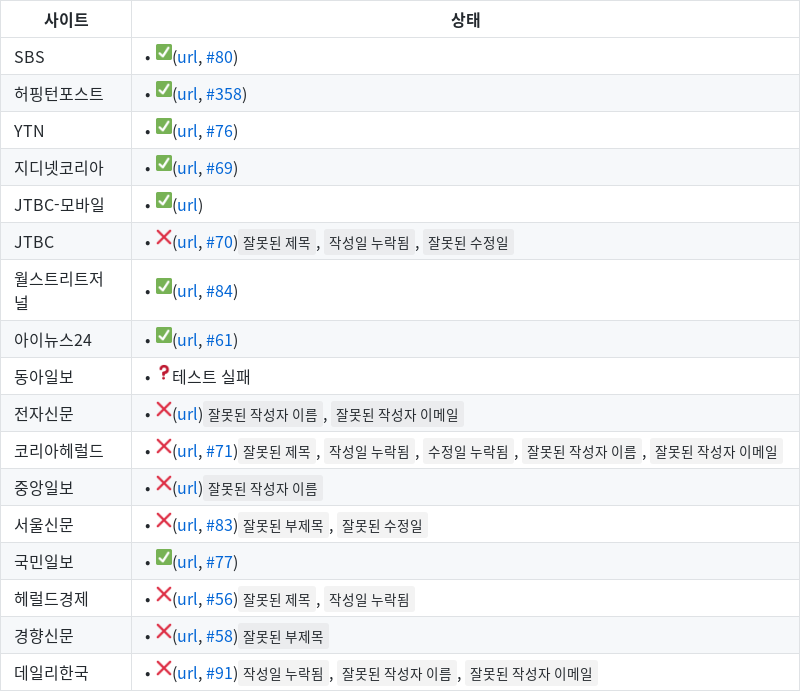 사이트 상태
SBS • ✅(url, #80)
허핑턴포스트 • ✅(url, #358)
YTN • ✅(url, #76)
지디넷코리아 • ✅(url, #69)
JTBC-모바일 • ✅(url)
JTBC • ❌(url, #70) 잘못된 제목 , 작성일 누락됨 , 잘못된 수정일
월스트리트저
널 • ✅(url, #84)
아이뉴스24 • ✅(url, #61)
동아일보 • ❓테스트 실패
전자신문 • ❌(url) 잘못된 작성자 이름 , 잘못된 작성자 이메일
코리아헤럴드 • ❌(url, #71) 잘못된 제목 , 작성일 누락됨 , 수정일 누락됨 , 잘못된 작성자 이름 , 잘못된 작성자 이메일
중앙일보 • ❌(url) 잘못된 작성자 이름
서울신문 • ❌(url, #83) 잘못된 부제목 , 잘못된 수정일
국민일보 • ✅(url, #77)
헤럴드경제 • ❌(url, #56) 잘못된 제목 , 작성일 누락됨
경향신문 • ❌(url, #58) 잘못된 부제목
데일리한국 • ❌(url, #91) 작성일 누락됨 , 잘못된 작성자 이름 , 잘못된 작성자 이메일